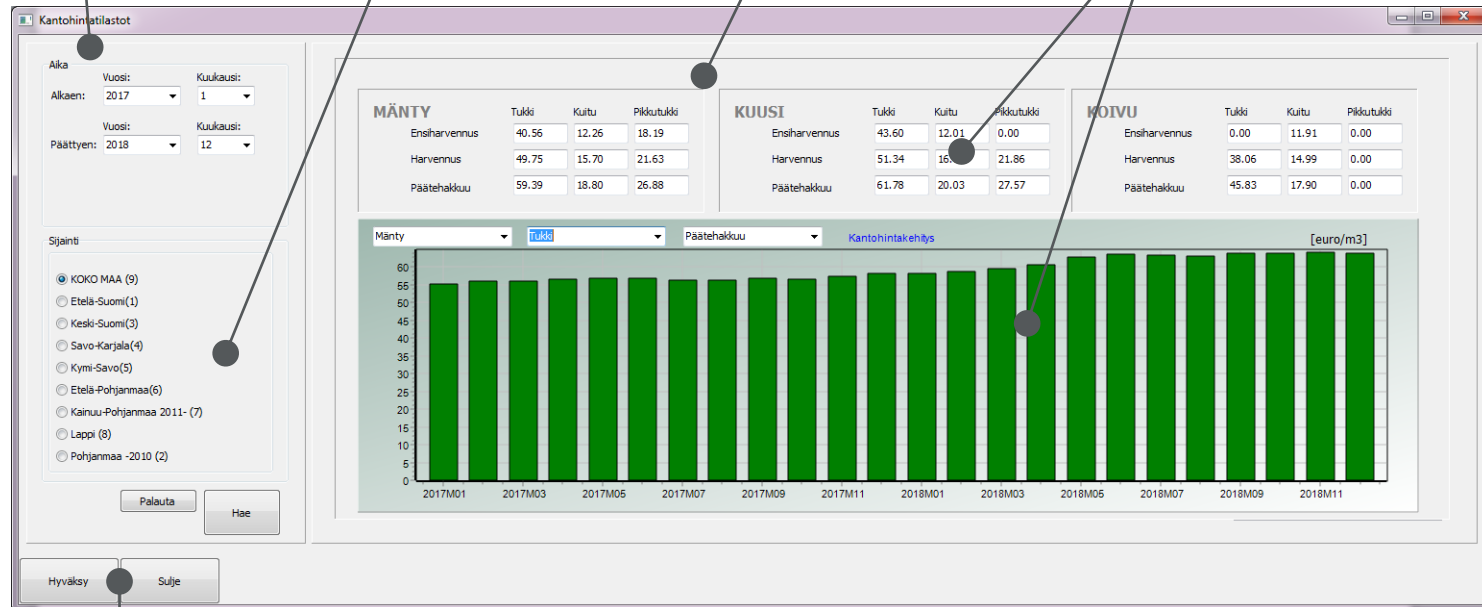 Kantohintatilastot
Aika
Vuosi: Kuukausi:
Alkaen: 2017 1
Vuosi: Kuukausi:
Päättyen: 2018 12
Sijainti
KOKO MAA (9)
Etelä-Suomi(1)
Keski-Suomi(3)
Savo-Karjala(4)
Kymi-Savo(5)
Etelä-Pohjanmaa(6)
Kainuu-Pohjanmaa 2011- (7)
Lappi (8)
Pohjanmaa -2010 (2)
Palauta
Hae
Hyväksy
Sulje
MÄNTY Tukki Kuitu Pikkutukki
Ensiharvennus 40.56 12.26 18.19
Harvennus 49.75 15.70 21.63
Päätehakkuu 59.39 18.80 26.88
KUUSI Tukki Kuitu Pikkutukki
Ensiharvennus 43.60 12.01 0.00
Harvennus 51.34 21.86
Päätehakkuu 61.78 20.03 27.57
KOIVU Tukki Kuitu Pikkutukki
Ensiharvennus 0.00 11.91 0.00
Harvennus 38.06 14.99 0.00
Päätehakkuu 45.83 17.90 0.00
Mänty Tukki Päätehakkuu Kantohintakehitys [euro/m3]
60
55
50
45
40
35
30
25
20
15
10
5
0
2017M01 2017M03 2017M05 2017M07 2017M09 2017M11 2018M01 2018M03 2018M05 2018M07 2018M09 2018M11